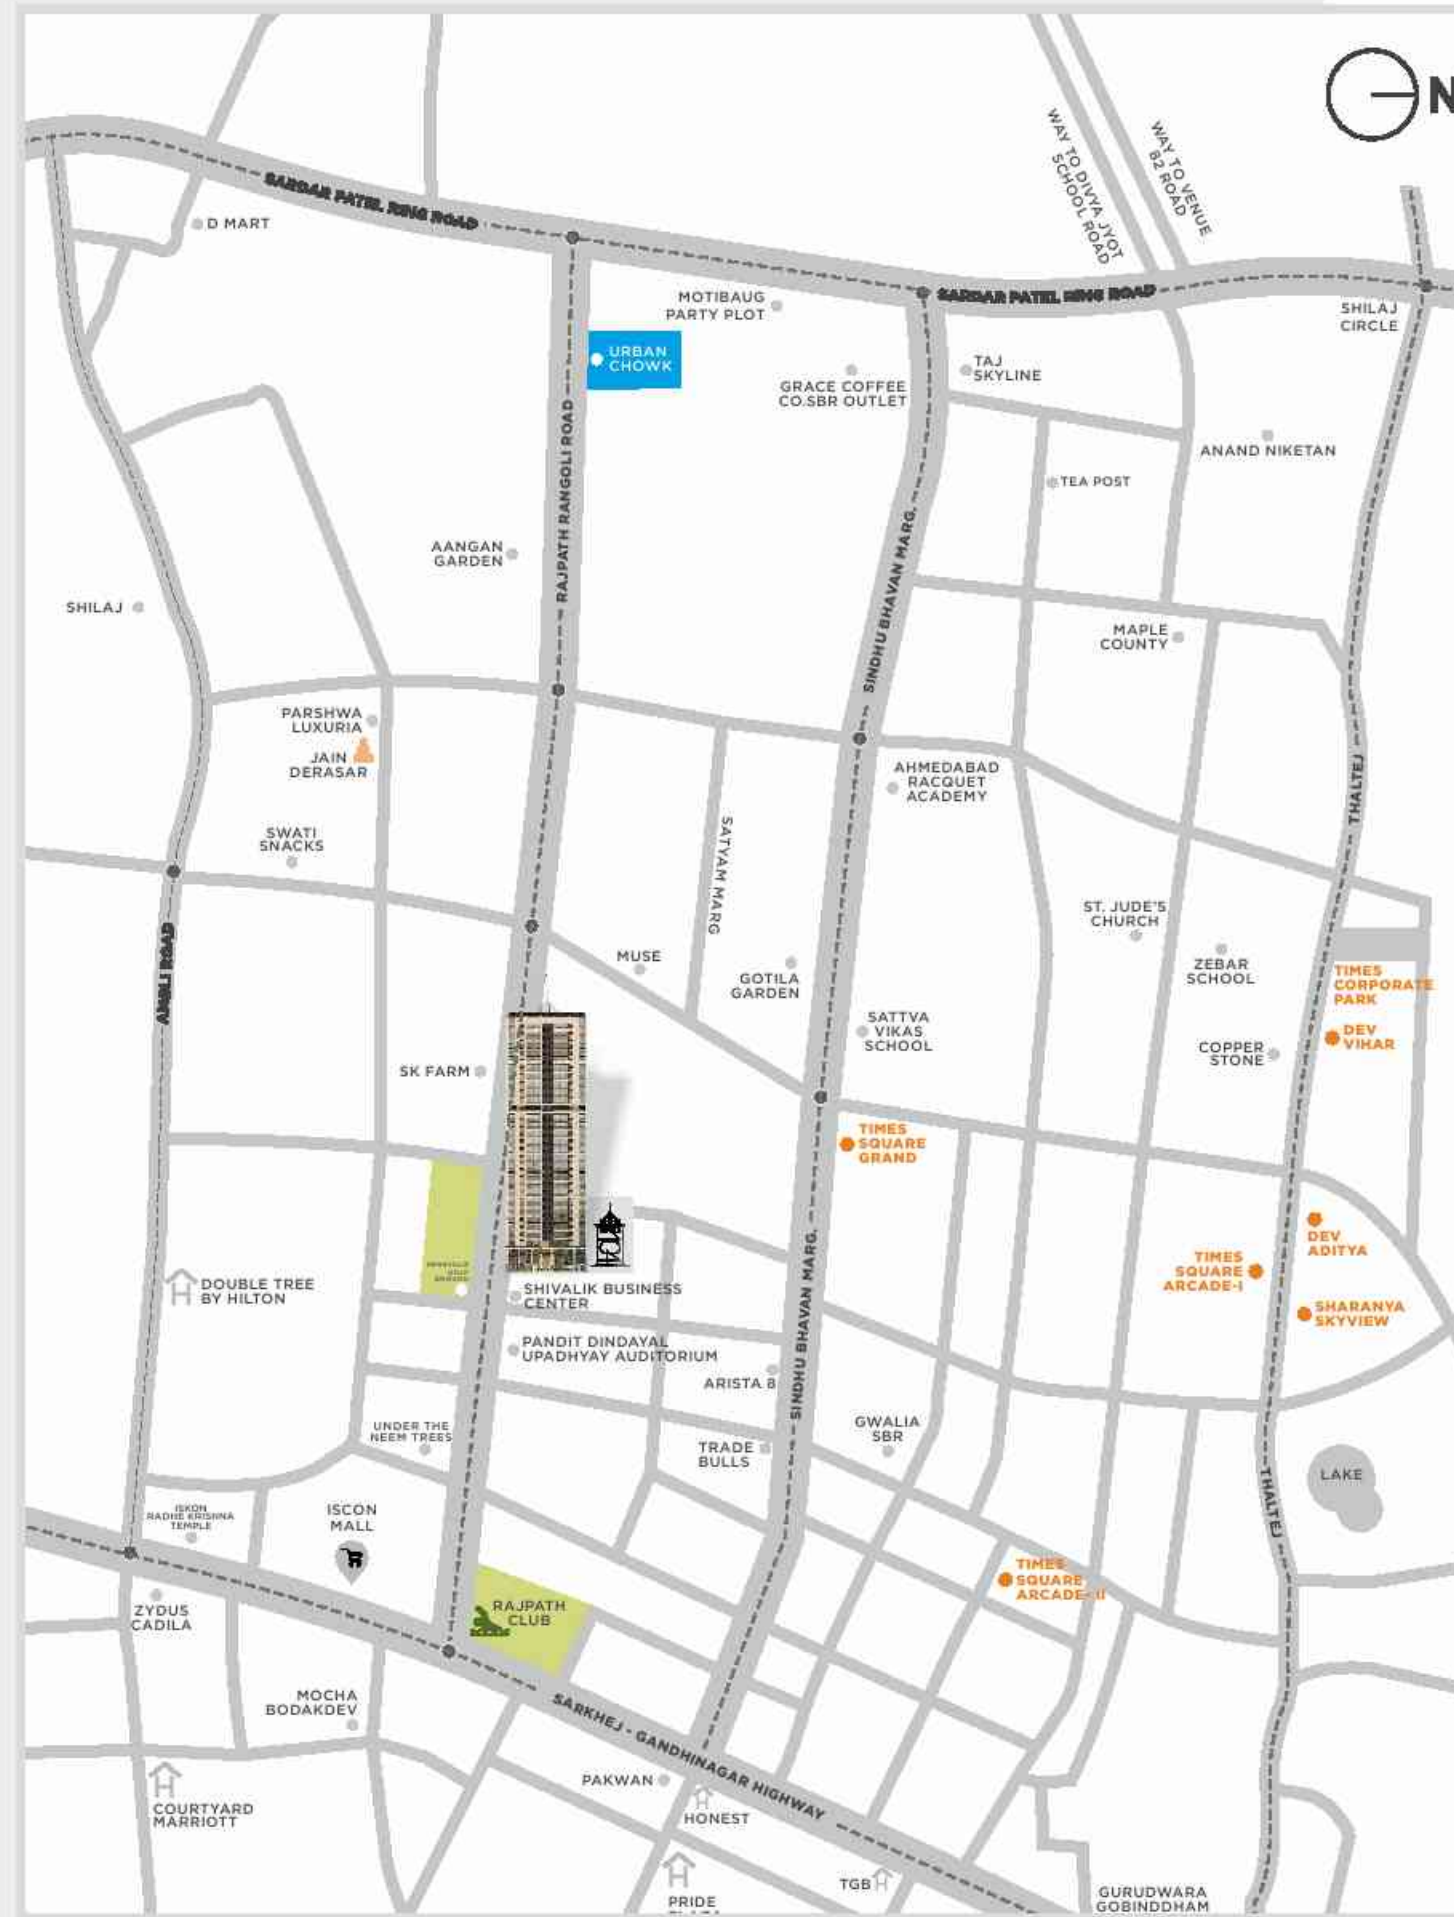 N
WAY TO DIVYA JYOT
SCHOOL ROAD
WAY TO VENUE
82 ROAD
SARDAR PATEL RING ROAD
D MART
MOTIBAUG
PARTY PLOT
SARDAR PATEL RING ROAD
SHILAJ
CIRCLE
URBAN
CHOWK
TAJ
SKYLINE
GRACE COFFEE
CO.SBR OUTLET
ANAND NIKETAN
TEA POST
RAJPATH RANGOLI ROAD
AANGAN
GARDEN
SINDHU BHAVAN MARG.
SHILAJ
MAPLE
COUNTY
PARSHWA
LUXURIA
JAIN
DERASAR
AHMEDABAD
RACQUET
ACADEMY
THALTEJ
SWATI
SNACKS
SATYAM MARG
ST. JUDE'S
CHURCH
AMBLI ROAD
MUSE
GOTILA
GARDEN
ZEBAR
SCHOOL
TIMES
CORPORATE
PARK
SATTVA
VIKAS
SCHOOL
DEV
VIHAR
COPPER
STONE
SK FARM
TIMES
SQUARE
GRAND
DEV
ADITYA
TIMES
SQUARE
ARCADE-I
DOUBLE TREE
BY HILTON
SHIVALIK BUSINESS
CENTER
SHARANYA
SKYVIEW
PANDIT DINDAYAL
UPADHYAY AUDITORIUM
SINDHU BHAVAN MARG.
ARISTA 8
UNDER THE
NEEM TREES
GWALIA
SBR
TRADE
BULLS
LAKE
THALTEJ
ISKON
RADHE KRISHNA
TEMPLE
ISCON
MALL
TIMES
SQUARE
ARCADE-II
ZYDUS
CADILA
RAJPATH
CLUB
MOCHA
BODAKDEV
SARKHEJ - GANDHINAGAR HIGHWAY
PAKWAN
COURTYARD
MARRIOTT
HONEST
TGB
PRIDE
GURUDWARA
GOBINDDHAM